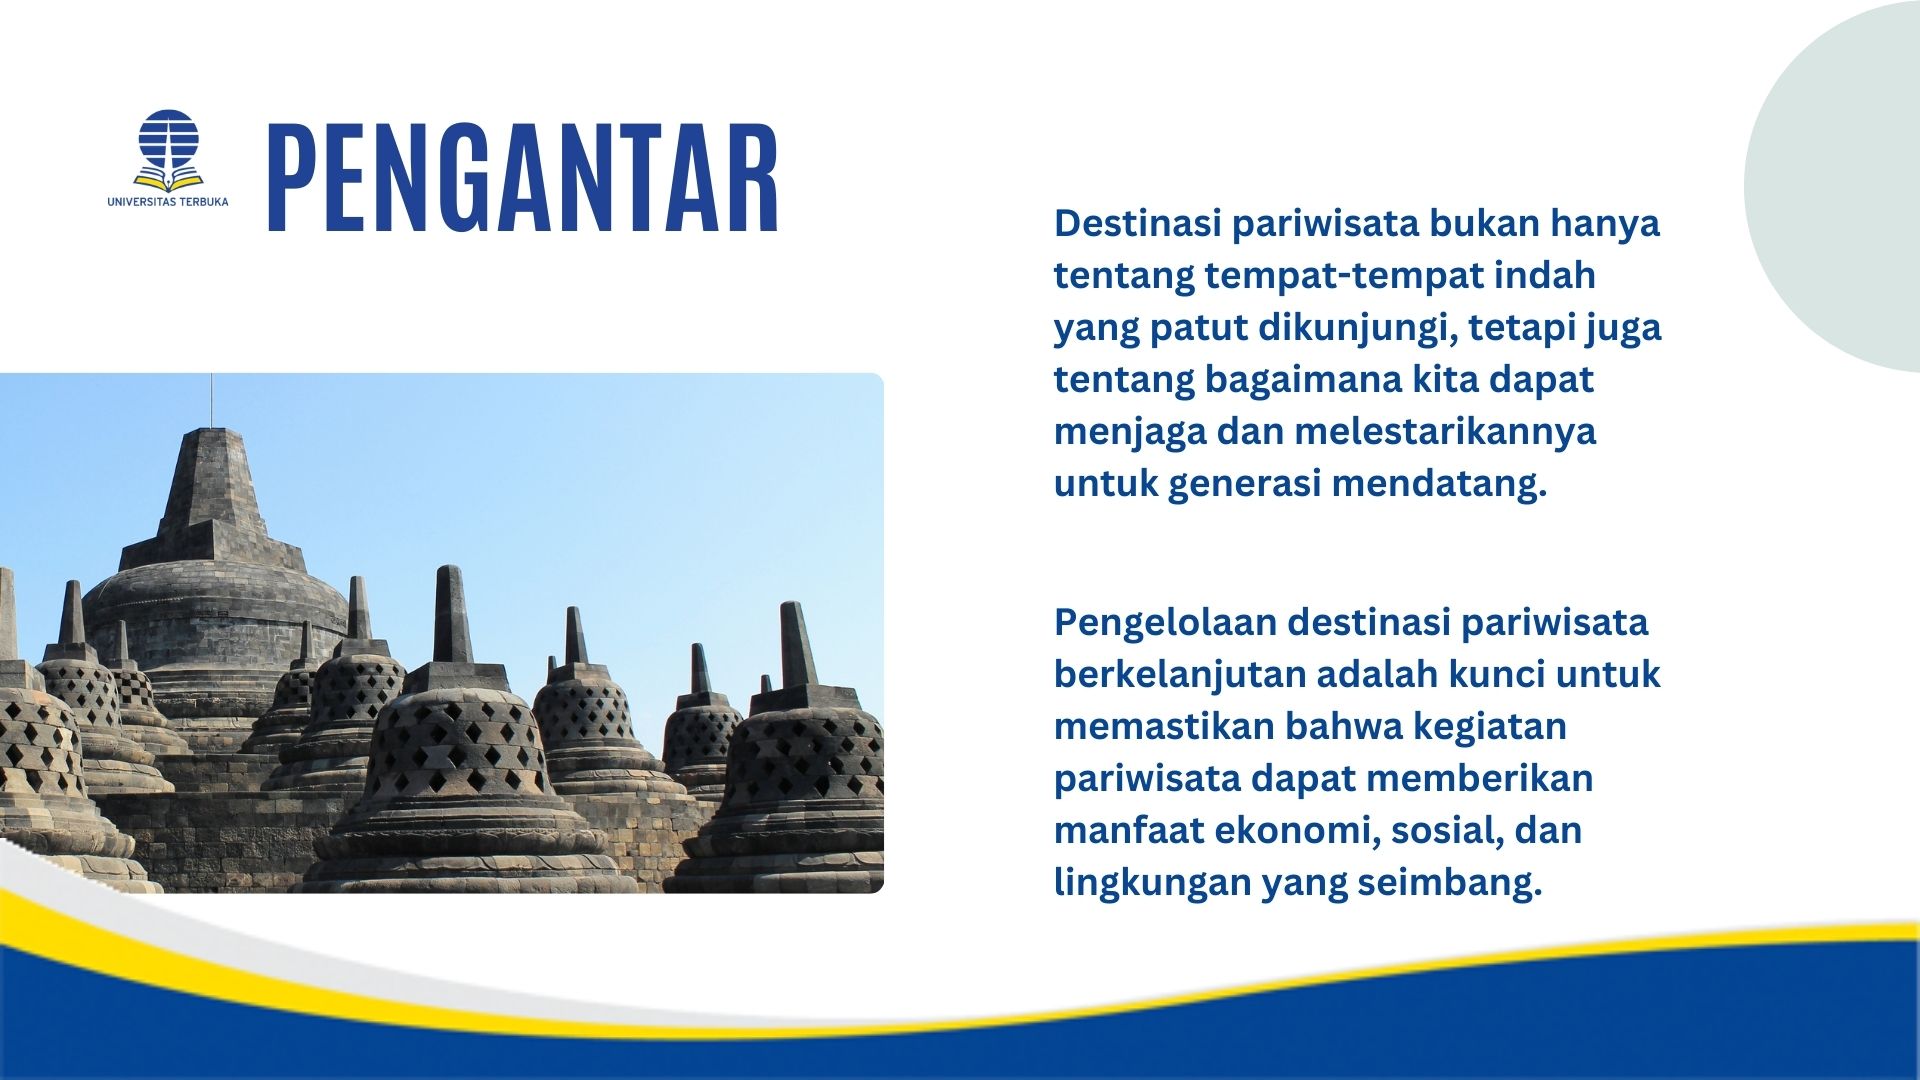 UNIVERSITAS TERBUKA
PENGANTAR
Destinasi pariwisata bukan hanya
tentang tempat-tempat indah
yang patut dikunjungi, tetapi juga
tentang bagaimana kita dapat
menjaga dan melestarikannya
untuk generasi mendatang.
Pengelolaan destinasi pariwisata
berkelanjutan adalah kunci untuk
memastikan bahwa kegiatan
pariwisata dapat memberikan
manfaat ekonomi, sosial, dan
lingkungan yang seimbang.